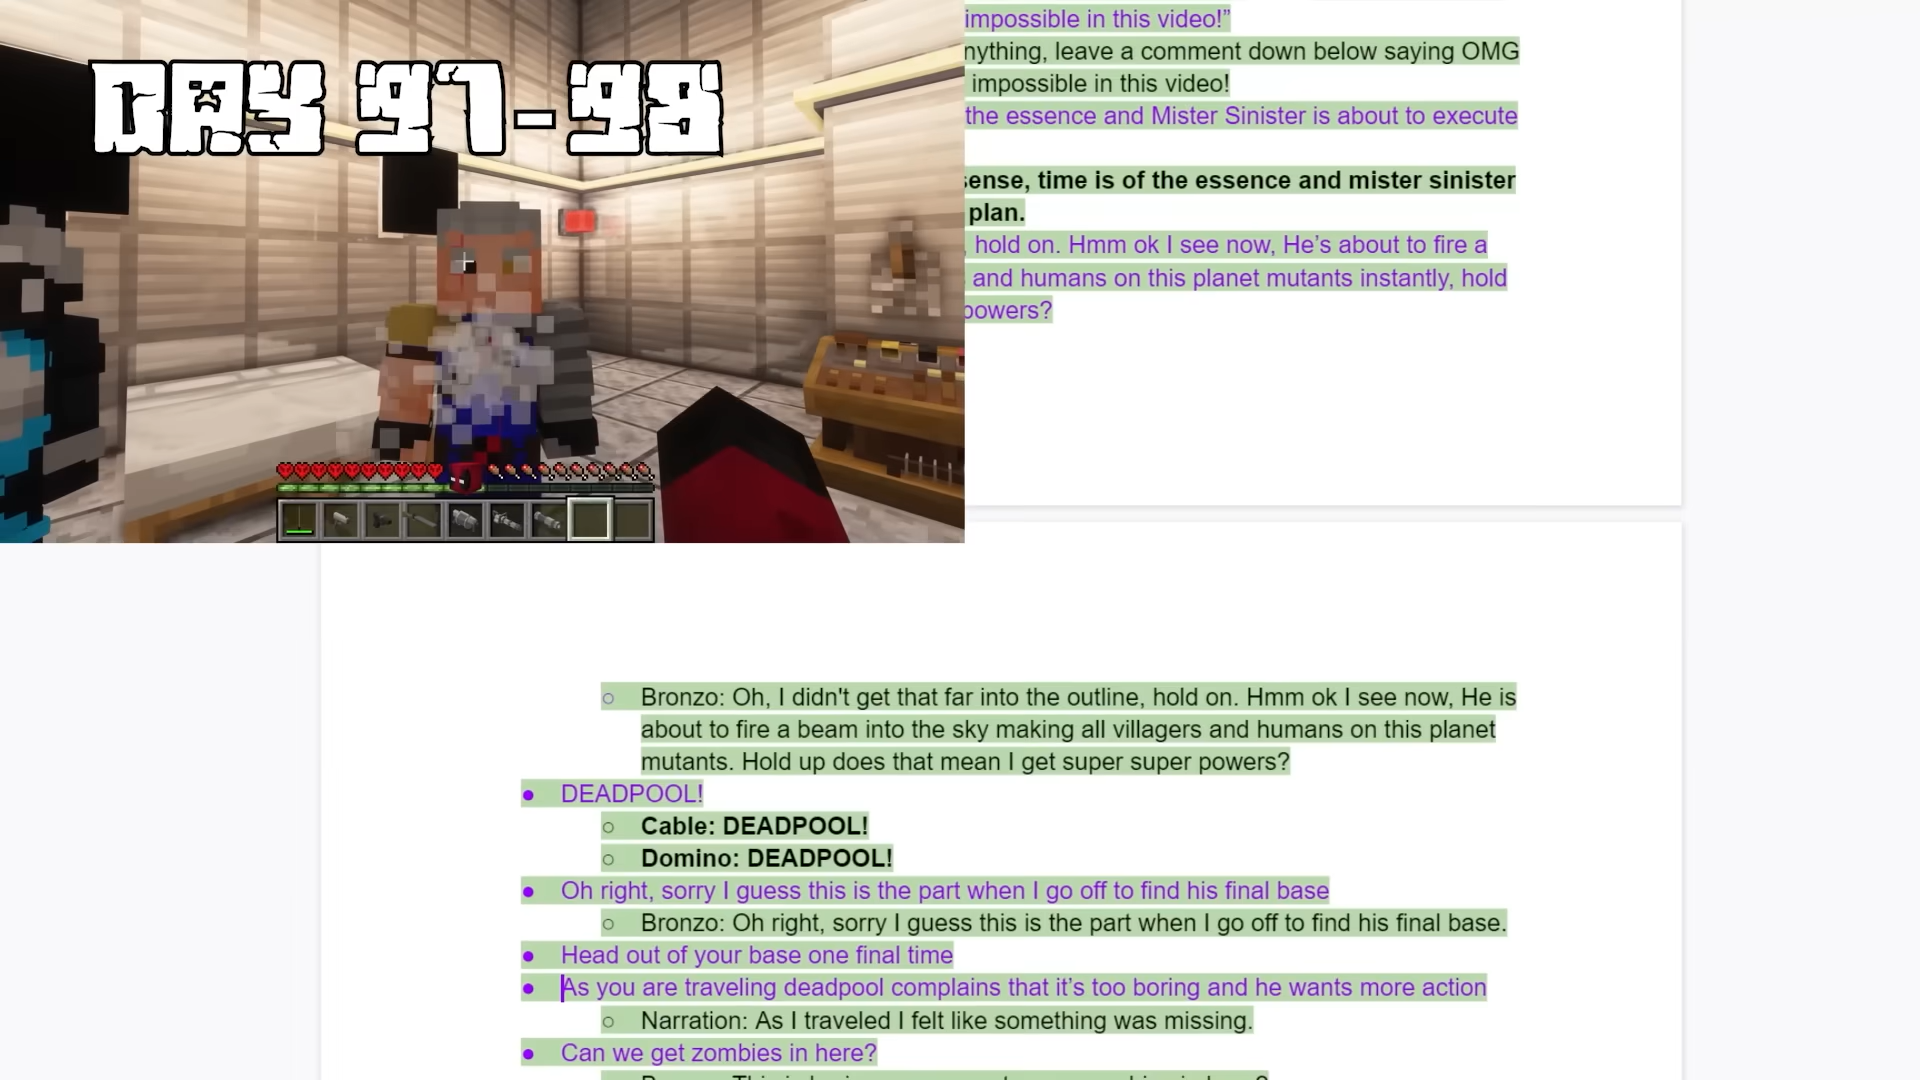 DAY 97-98
impossible in this video!”
nything, leave a comment down below saying OMG
impossible in this video!
the essence and Mister Sinister is about to execute
sense, time is of the essence and mister sinister
plan.
, hold on. Hmm ok I see now, He’s about to fire a
and humans on this planet mutants instantly, hold
powers?
○ Bronzo: Oh, I didn't get that far into the outline, hold on. Hmm ok I see now, He is
about to fire a beam into the sky making all villagers and humans on this planet
mutants. Hold up does that mean I get super super powers?
● DEADPOOL!
○ Cable: DEADPOOL!
○ Domino: DEADPOOL!
● Oh right, sorry I guess this is the part when I go off to find his final base
○ Bronzo: Oh right, sorry I guess this is the part when I go off to find his final base.
● Head out of your base one final time
● As you are traveling deadpool complains that it’s too boring and he wants more action
○ Narration: As I traveled I felt like something was missing.
● Can we get zombies in here?